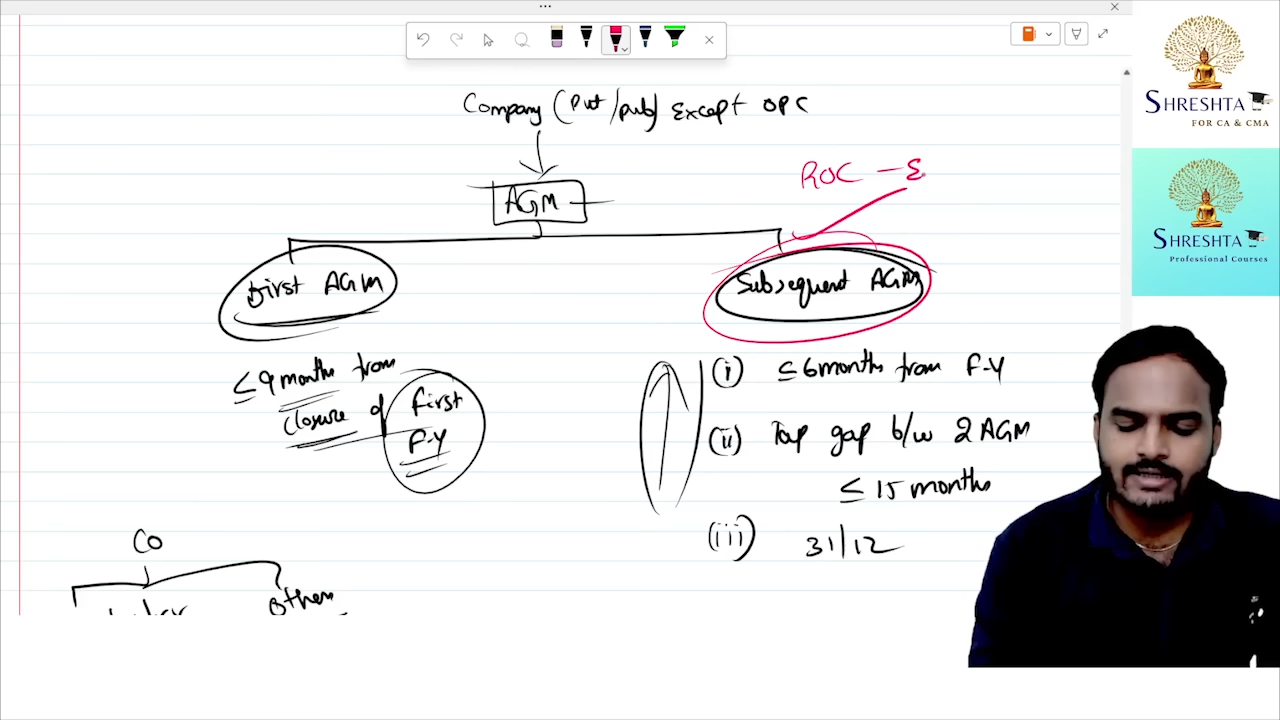 Company (Pvt/pub) Except OPC
AGM
ROC - E
First AGM
Subsequent AGM
≤ 9 months from
closure of First
F-Y
(i) ≤ 6 months from F-Y
(ii) Tap gap b/w 2 AGM
≤ 15 months
(iii) 31/12
Co
Others
SHRESHTA
FOR CA & CMA
SHRESHTA
Professional Courses